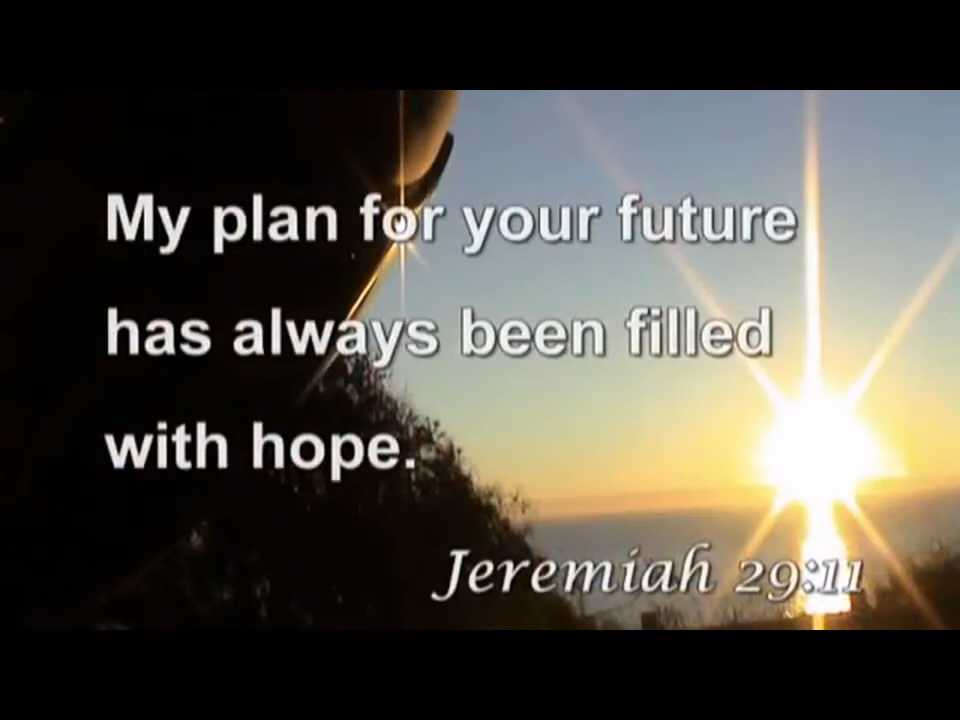 My plan for your future
has always been filled
with hope.
Jeremiah 29:11